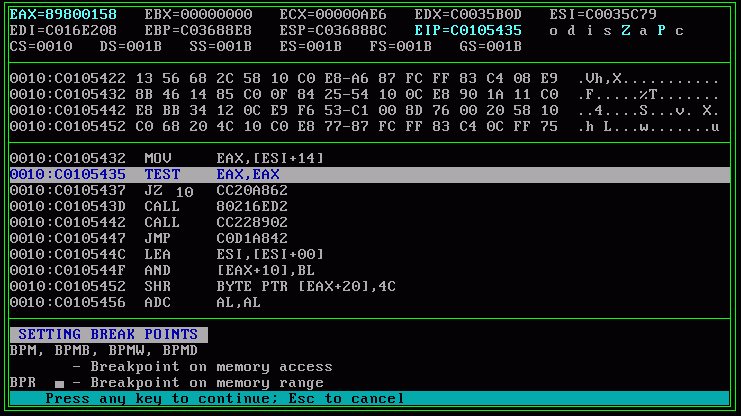 EAX=89800158 EBX=00000000 ECX=00000AE6 EDX=C0035B0D ESI=C0035C79
EDI=C016E208 EBP=C03688E8 ESP=C036888C EIP=C0105435 o d i s Z a P c
CS=0010 DS=001B SS=001B ES=001B FS=001B GS=001B
0010:C0105422 13 56 68 2C 58 10 C0 E8-A6 87 FC FF 83 C4 08 E9 .Vh,X...........
0010:C0105432 8B 46 14 85 C0 0F 84 25-54 10 0C E8 90 1A 11 C0 .F.....%T.......
0010:C0105442 E8 BB 34 12 0C E9 F6 53-C1 00 8D 76 00 20 58 10 ..4....S...v. X.
0010:C0105452 C0 68 20 4C 10 C0 E8 77-87 FC FF 83 C4 0C FF 75 .h L...w.......u
0010:C0105432 MOV EAX,[ESI+14]
0010:C0105435 TEST EAX,EAX
0010:C0105437 JZ 10 CC20A862
0010:C010543D CALL 80216ED2
0010:C0105442 CALL CC228902
0010:C0105447 JMP C0D1A842
0010:C010544C LEA ESI,[ESI+00]
0010:C010544F AND [EAX+10],BL
0010:C0105452 SHR BYTE PTR [EAX+20],4C
0010:C0105456 ADC AL,AL
SETTING BREAK POINTS
BPM, BPMB, BPMW, BPMD
- Breakpoint on memory access
BPR - Breakpoint on memory range
Press any key to continue; Esc to cancel